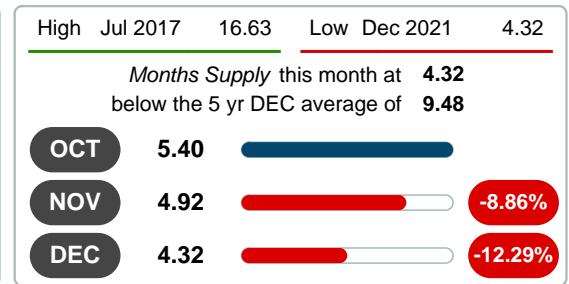 High Jul 2017 16.63 Low Dec 2021 4.32
Months Supply this month at 4.32
below the 5 yr DEC average of 9.48
OCT 5.40
NOV 4.92 -8.86%
DEC 4.32 -12.29%